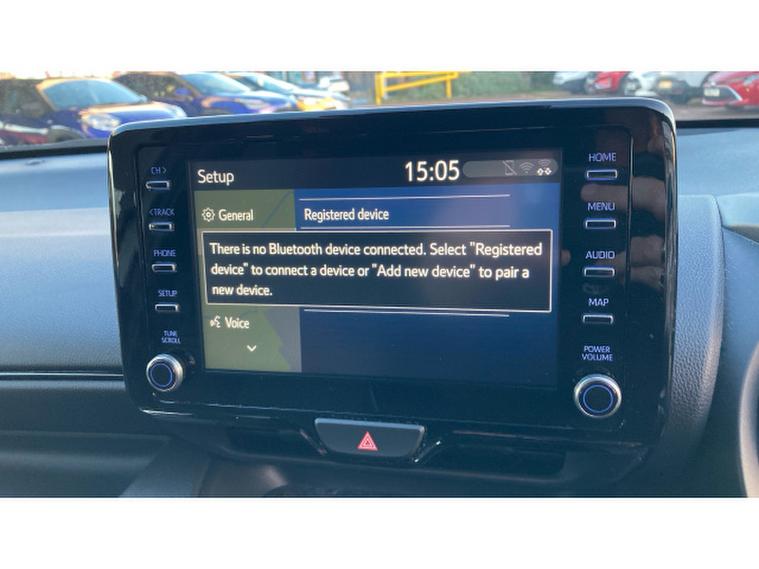 CH>
<TRACK
PHONE
SETUP
TUNE
SCROLL
Setup
15:05
General
Registered device
There is no Bluetooth device connected. Select "Registered
device" to connect a device or "Add new device" to pair a
new device.
Voice
HOME
MENU
AUDIO
MAP
POWER
VOLUME